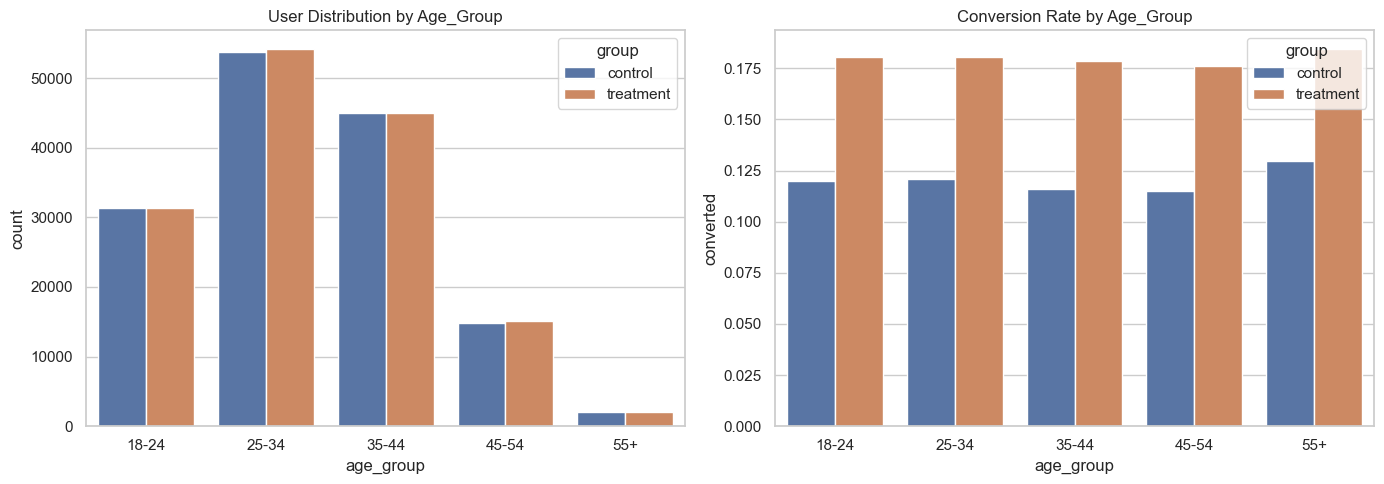 User Distribution by Age_Group
group
control
treatment
50000
40000
30000
20000
10000
0
count
18-24 25-34 35-44 45-54 55+
age_group
Conversion Rate by Age_Group
group
control
treatment
0.175
0.150
0.125
0.100
0.075
0.050
0.025
0.000
converted
18-24 25-34 35-44 45-54 55+
age_group